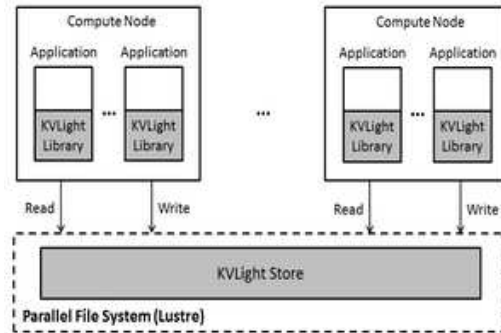 Compute Node
Compute Node
Application Application
Application Application
...
...
...
KVLight Library
KVLight Library
KVLight Library
KVLight Library
Read
Write
Read
Write
KVLight Store
Parallel File System (Lustre)